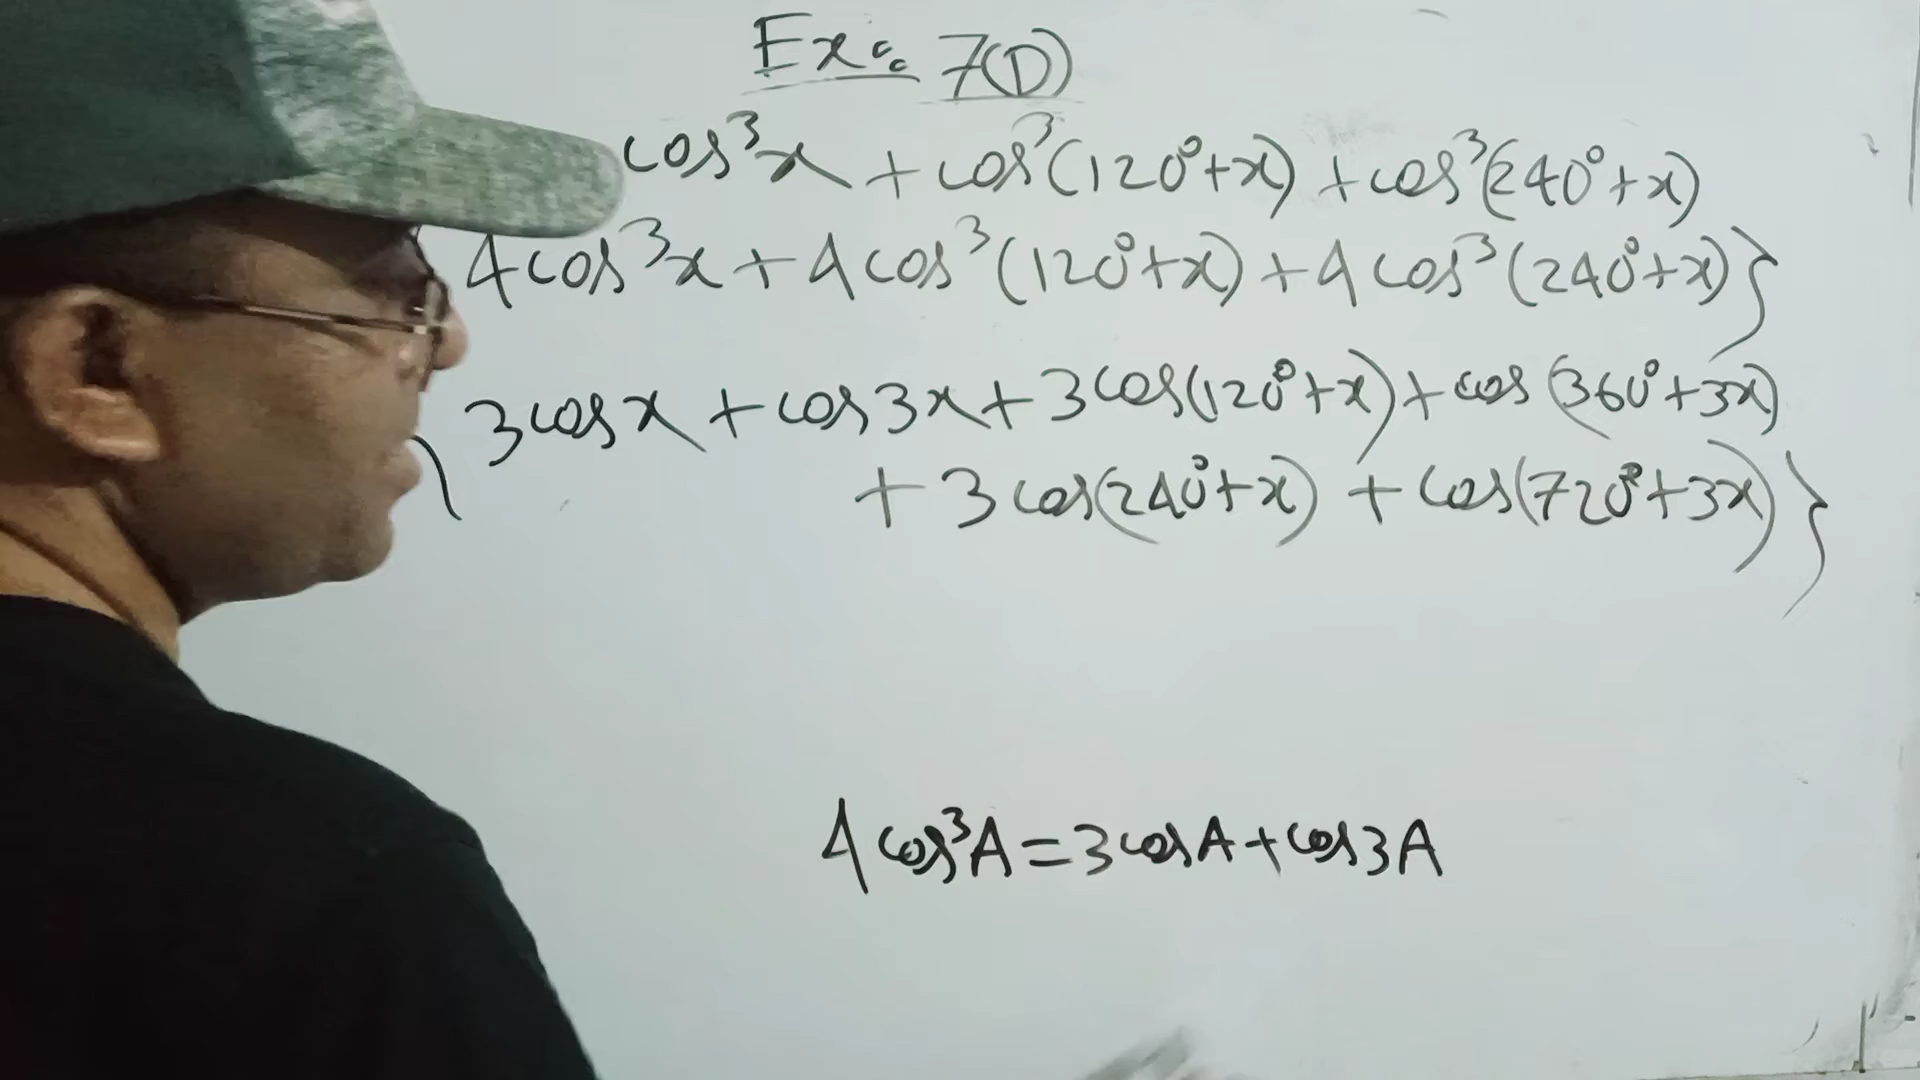 Ex: 7(D)
cos³x + cos³(120°+x) + cos³(240°+x)
4cos³x + 4cos³(120°+x) + 4cos³(240°+x)}
3cosx + cos3x + 3cos(120°+x) + cos(360°+3x)
+ 3cos(240°+x) + cos(720°+3x)}
4cos³A = 3cosA + cos3A